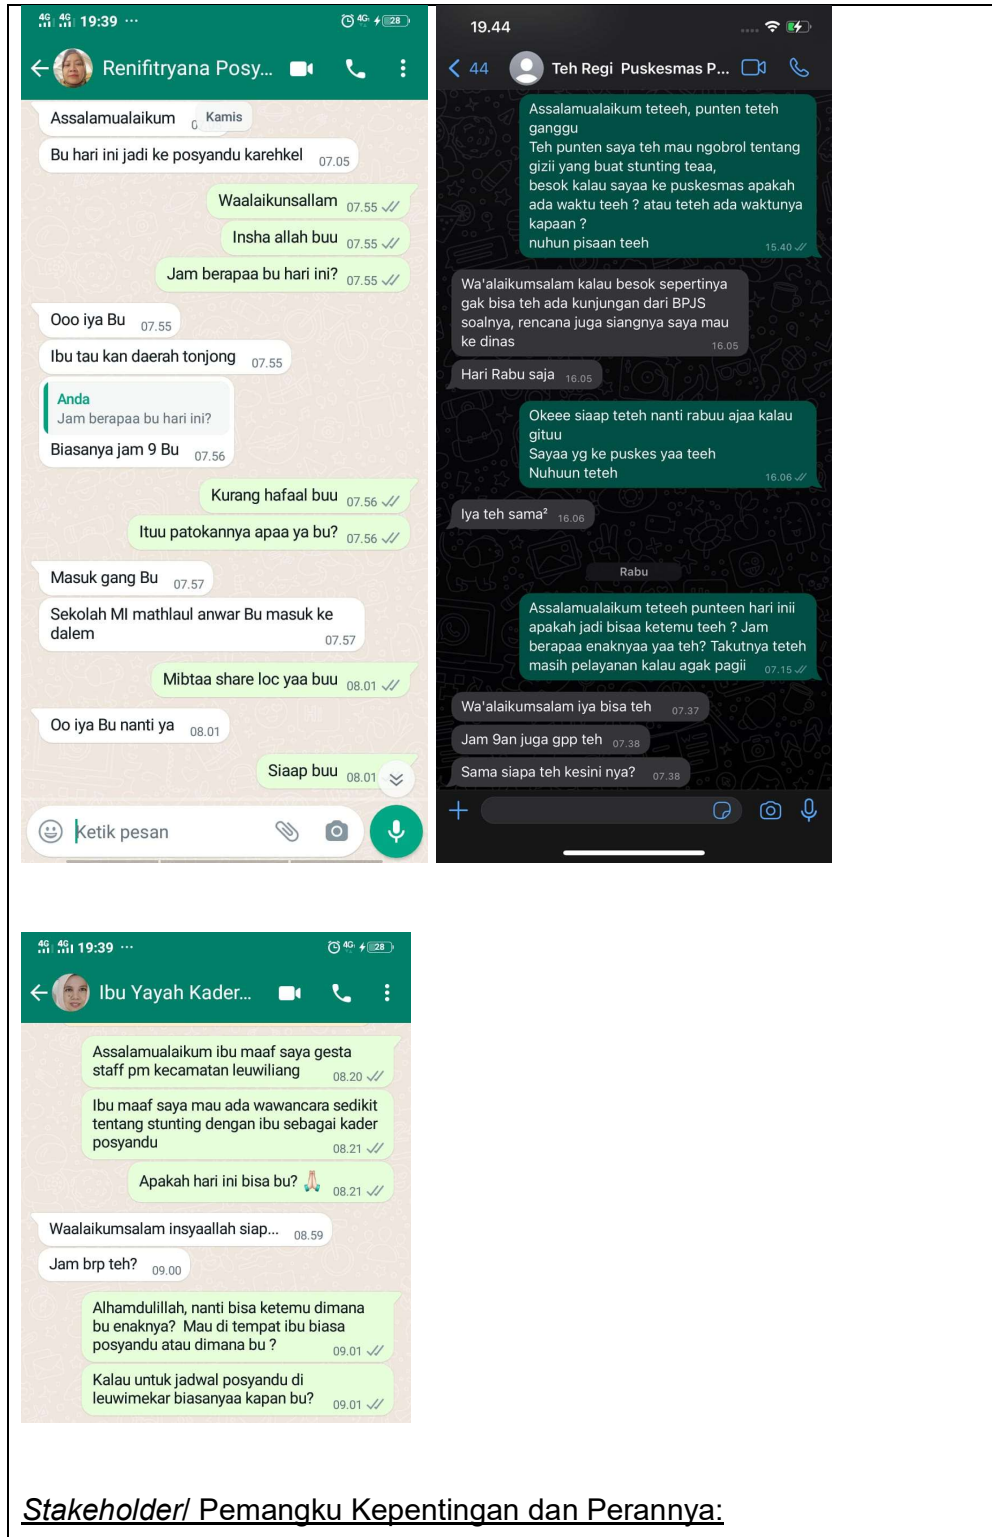 4G 4G 19:39 ···
4G 28
Renifitryana Posy...
Assalamualaikum
Kamis
Bu hari ini jadi ke posyandu karehkel 07.05
Waalaikunsallam 07.55
Insha allah buu 07.55
Jam berapaa bu hari ini? 07.55
Ooo iya Bu 07.55
Ibu tau kan daerah tonjong 07.55
Anda
Jam berapaa bu hari ini?
Biasanya jam 9 Bu 07.56
Kurang hafaal buu 07.56
Ituu patokannya apaa ya bu? 07.56
Masuk gang Bu 07.57
Sekolah MI mathlaul anwar Bu masuk ke
dalem 07.57
Mibtaa share loc yaa buu 08.01
Oo iya Bu nanti ya 08.01
Siaap buu 08.01
Ketik pesan
19.44
44 Teh Regi Puskesmas P...
Assalamualaikum teteeh, punten teteh
ganggu
Teh punten saya teh mau ngobrol tentang
gizii yang buat stunting teaa,
besok kalau sayaa ke puskesmas apakah
ada waktu teeh ? atau teteh ada waktunya
kapaan ?
nuhun pisaan teeh 15.40
Wa'alaikumsalam kalau besok sepertinya
gak bisa teh ada kunjungan dari BPJS
soalnya, rencana juga siangnya saya mau
ke dinas 16.05
Hari Rabu saja 16.05
Okeee siaap teteh nanti rabuu ajaa kalau
gituu
Sayaa yg ke puskes yaa teeh
Nuhuun teteh 16.06
Iya teh sama² 16.06
Rabu
Assalamualaikum teteeh punteen hari inii
apakah jadi bisaa ketemu teeh ? Jam
berapaa enaknyaa yaa teh? Takutnya teteh
masih pelayanan kalau agak pagii 07.15
Wa'alaikumsalam iya bisa teh 07.37
Jam 9an juga gpp teh 07.38
Sama siapa teh kesini nya? 07.38
4G 4G 19:39 ···
4G 28
Ibu Yayah Kader...
Assalamualaikum ibu maaf saya gesta
staff pm kecamatan leuwiliang 08.20
Ibu maaf saya mau ada wawancara sedikit
tentang stunting dengan ibu sebagai kader
posyandu 08.21
Apakah hari ini bisa bu? 🙏🏻 08.21
Waalaikumsalam insyaallah siap... 08.59
Jam brp teh? 09.00
Alhamdulillah, nanti bisa ketemu dimana
bu enaknya? Mau di tempat ibu biasa
posyandu atau dimana bu ? 09.01
Kalau untuk jadwal posyandu di
leuwimekar biasanyaa kapan bu? 09.01
Stakeholder/ Pemangku Kepentingan dan Perannya: